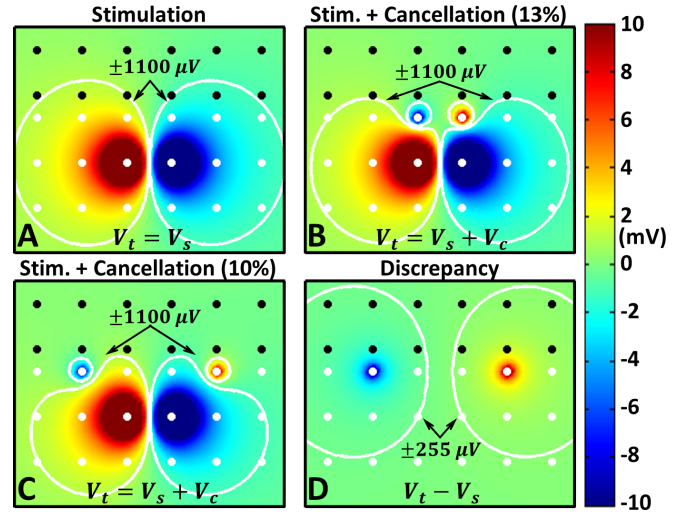 Stimulation
Stim. + Cancellation (13%)
±1100 μV
±1100 μV
A
V_t = V_s
B
V_t = V_s + V_c
Stim. + Cancellation (10%)
Discrepancy
±1100 μV
±255 μV
C
V_t = V_s + V_c
D
V_t − V_s
10
8
6
4
2
(mV)
0
-2
-4
-6
-8
-10